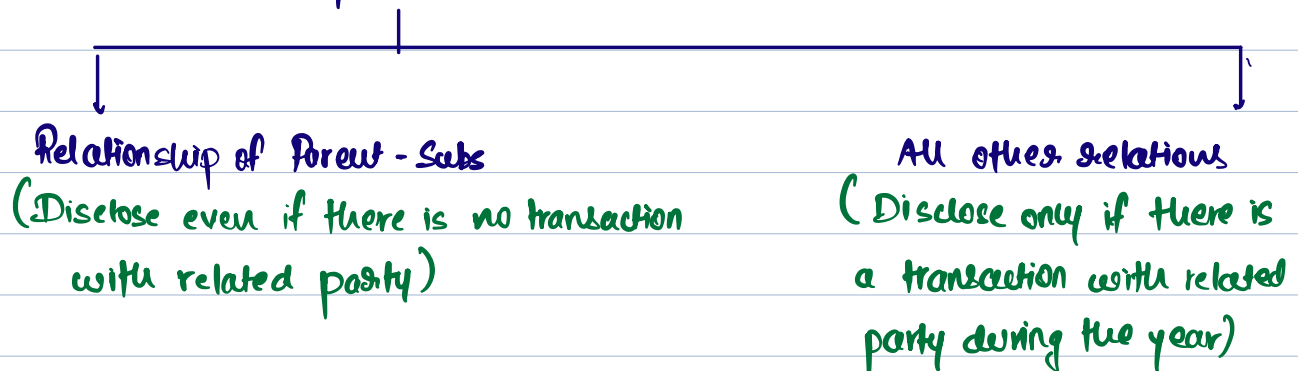 Relationship of Parent - Subs
(Disclose even if there is no transaction
with related party)
All other relations
(Disclose only if there is
a transaction with related
party during the year)